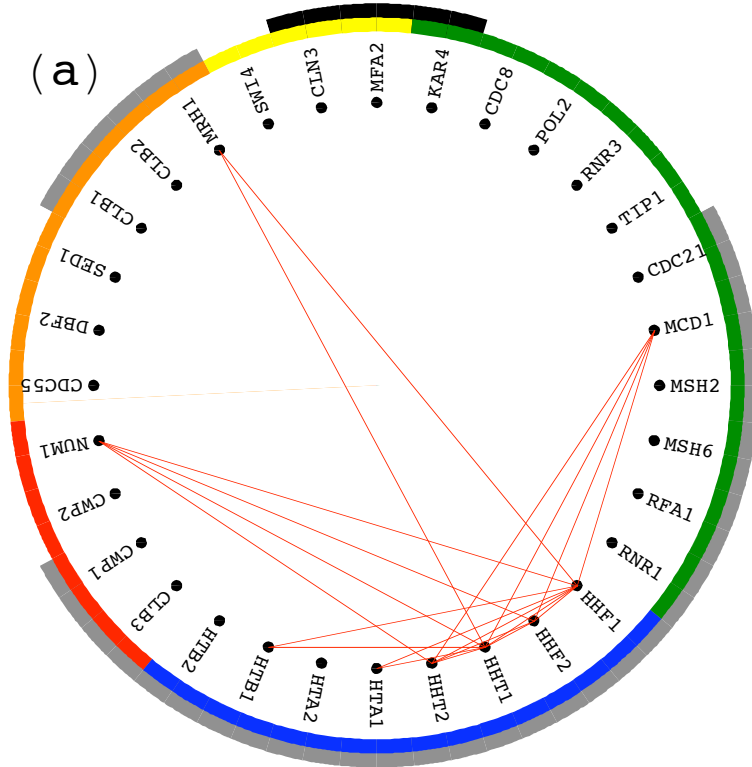 (a)
MFA2
KAR4
CDC8
POL2
RNR3
TIP1
CDC21
MCD1
MSH2
MSH6
RFA1
RNR1
HHF1
HHF2
HHT1
HHT2
HTA1
HTA2
HTB1
HTB2
CLB3
CWP1
CWP2
NUM1
CDC55
DBF2
SED1
CLB1
CLB2
MRH1
SWI4
CLN3